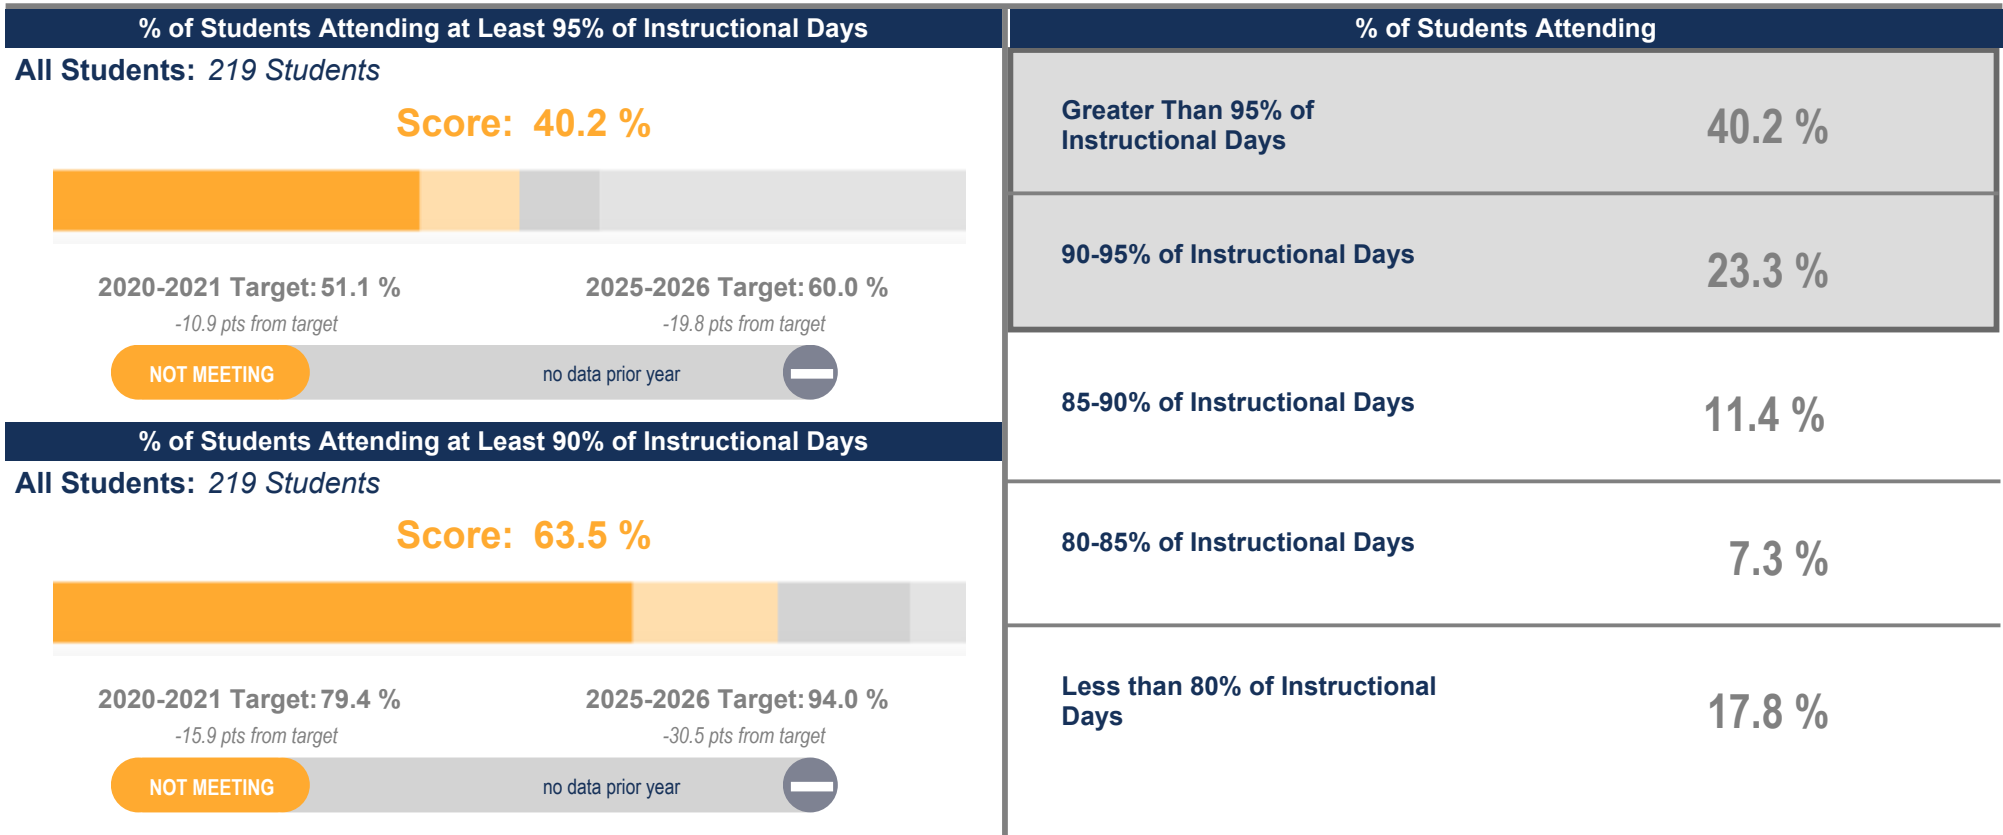 % of Students Attending at Least 95% of Instructional Days
All Students: 219 Students
Score: 40.2 %
2020-2021 Target: 51.1 %
2025-2026 Target: 60.0 %
-10.9 pts from target
-19.8 pts from target
NOT MEETING
no data prior year
% of Students Attending at Least 90% of Instructional Days
All Students: 219 Students
Score: 63.5 %
2020-2021 Target: 79.4 %
2025-2026 Target: 94.0 %
-15.9 pts from target
-30.5 pts from target
NOT MEETING
no data prior year
% of Students Attending
Greater Than 95% of
Instructional Days
40.2 %
90-95% of Instructional Days
23.3 %
85-90% of Instructional Days
11.4 %
80-85% of Instructional Days
7.3 %
Less than 80% of Instructional
Days
17.8 %